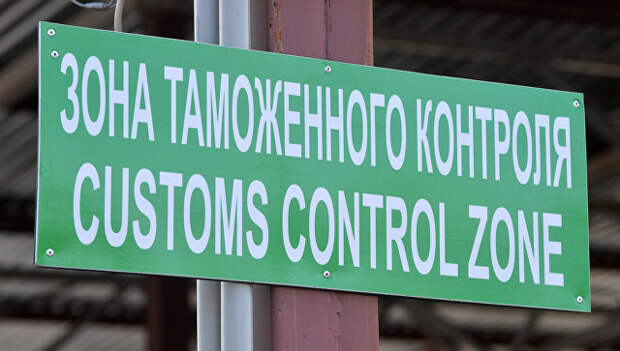 ЗОНА ТАМОЖЕННОГО КОНТРОЛЯ
CUSTOMS CONTROL ZONE